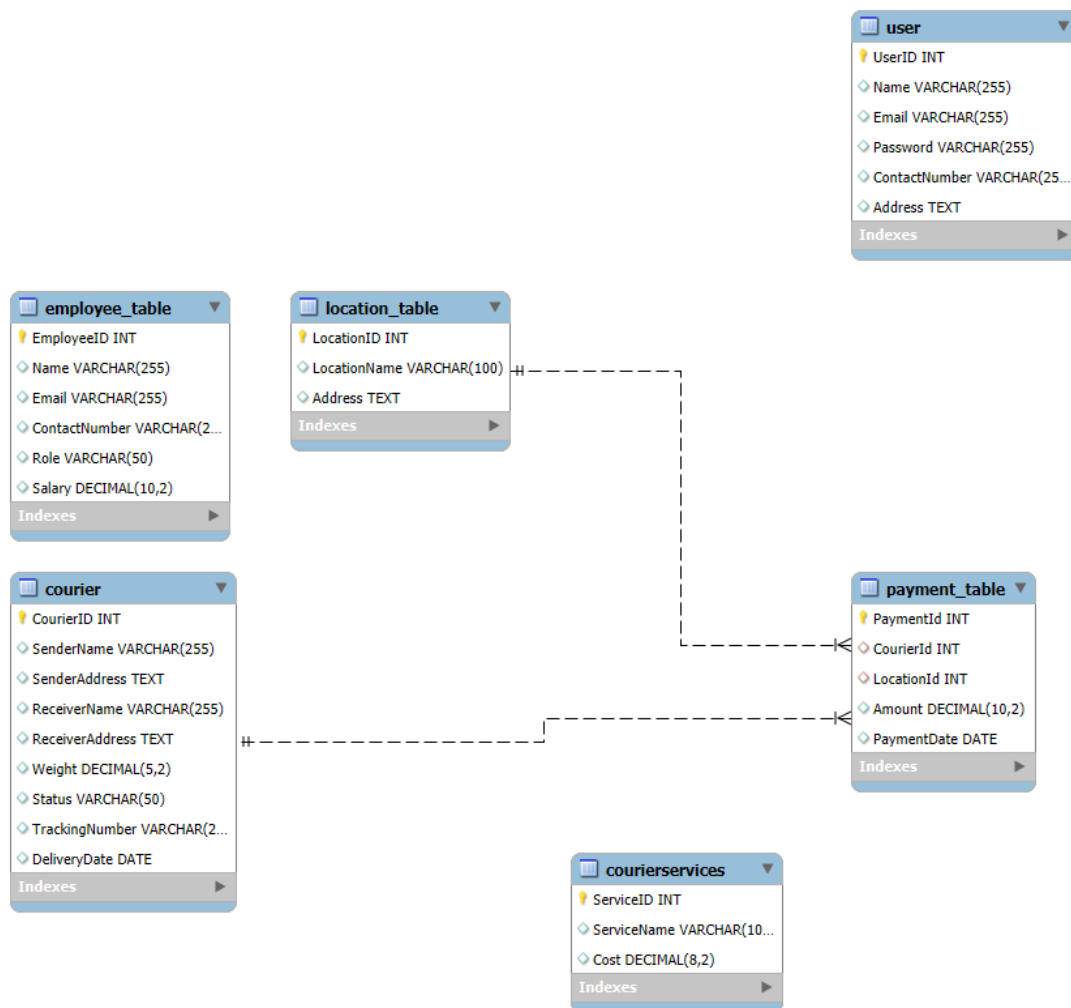 user
UserID INT
Name VARCHAR(255)
Email VARCHAR(255)
Password VARCHAR(255)
ContactNumber VARCHAR(25...
Address TEXT
Indexes
employee_table
EmployeeID INT
Name VARCHAR(255)
Email VARCHAR(255)
ContactNumber VARCHAR(2...
Role VARCHAR(50)
Salary DECIMAL(10,2)
Indexes
location_table
LocationID INT
LocationName VARCHAR(100)
Address TEXT
Indexes
courier
CourierID INT
SenderName VARCHAR(255)
SenderAddress TEXT
ReceiverName VARCHAR(255)
ReceiverAddress TEXT
Weight DECIMAL(5,2)
Status VARCHAR(50)
TrackingNumber VARCHAR(2...
DeliveryDate DATE
Indexes
payment_table
PaymentId INT
CourierId INT
LocationId INT
Amount DECIMAL(10,2)
PaymentDate DATE
Indexes
courierservices
ServiceID INT
ServiceName VARCHAR(10...
Cost DECIMAL(8,2)
Indexes